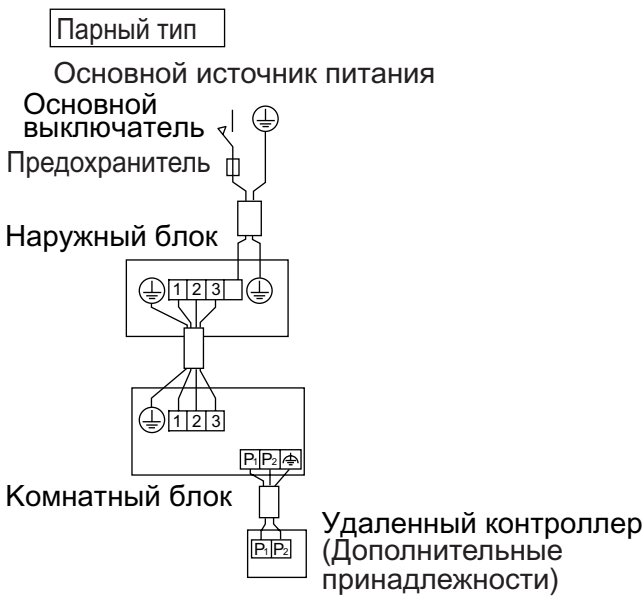 Парный тип
Основной источник питания
Основной
выключатель
Предохранитель
Наружный блок
1 2 3
1 2 3
P1 P2
Комнатный блок
P1 P2
Удаленный контроллер
(Дополнительные
принадлежности)